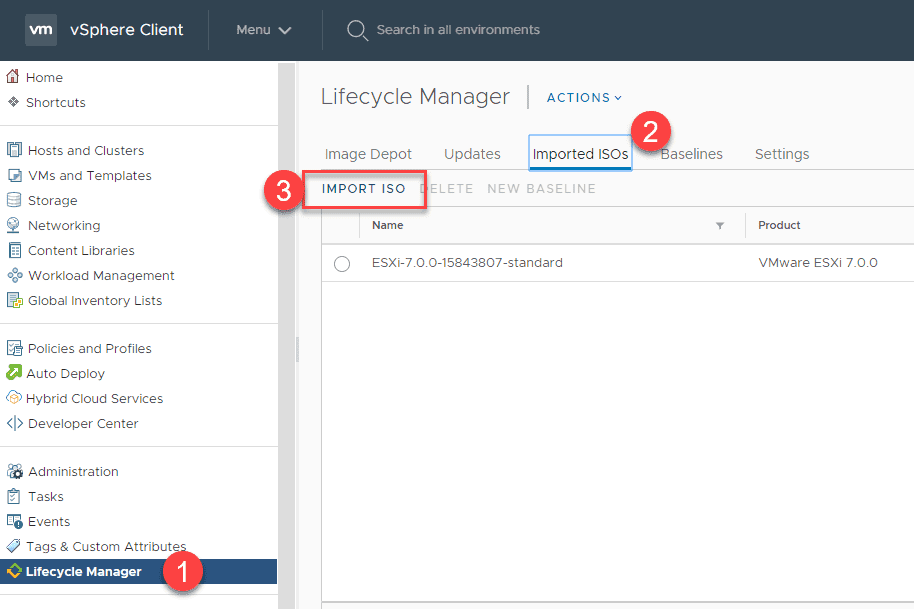 vm vSphere Client Menu Search in all environments
Home
Shortcuts
Hosts and Clusters
VMs and Templates
Storage
Networking
Content Libraries
Workload Management
Global Inventory Lists
Policies and Profiles
Auto Deploy
Hybrid Cloud Services
Developer Center
Administration
Tasks
Events
Tags & Custom Attributes
Lifecycle Manager 1
Lifecycle Manager ACTIONS
2
Image Depot Updates Imported ISOs Baselines Settings
3 IMPORT ISO DELETE NEW BASELINE
Name Product
ESXi-7.0.0-15843807-standard VMware ESXi 7.0.0